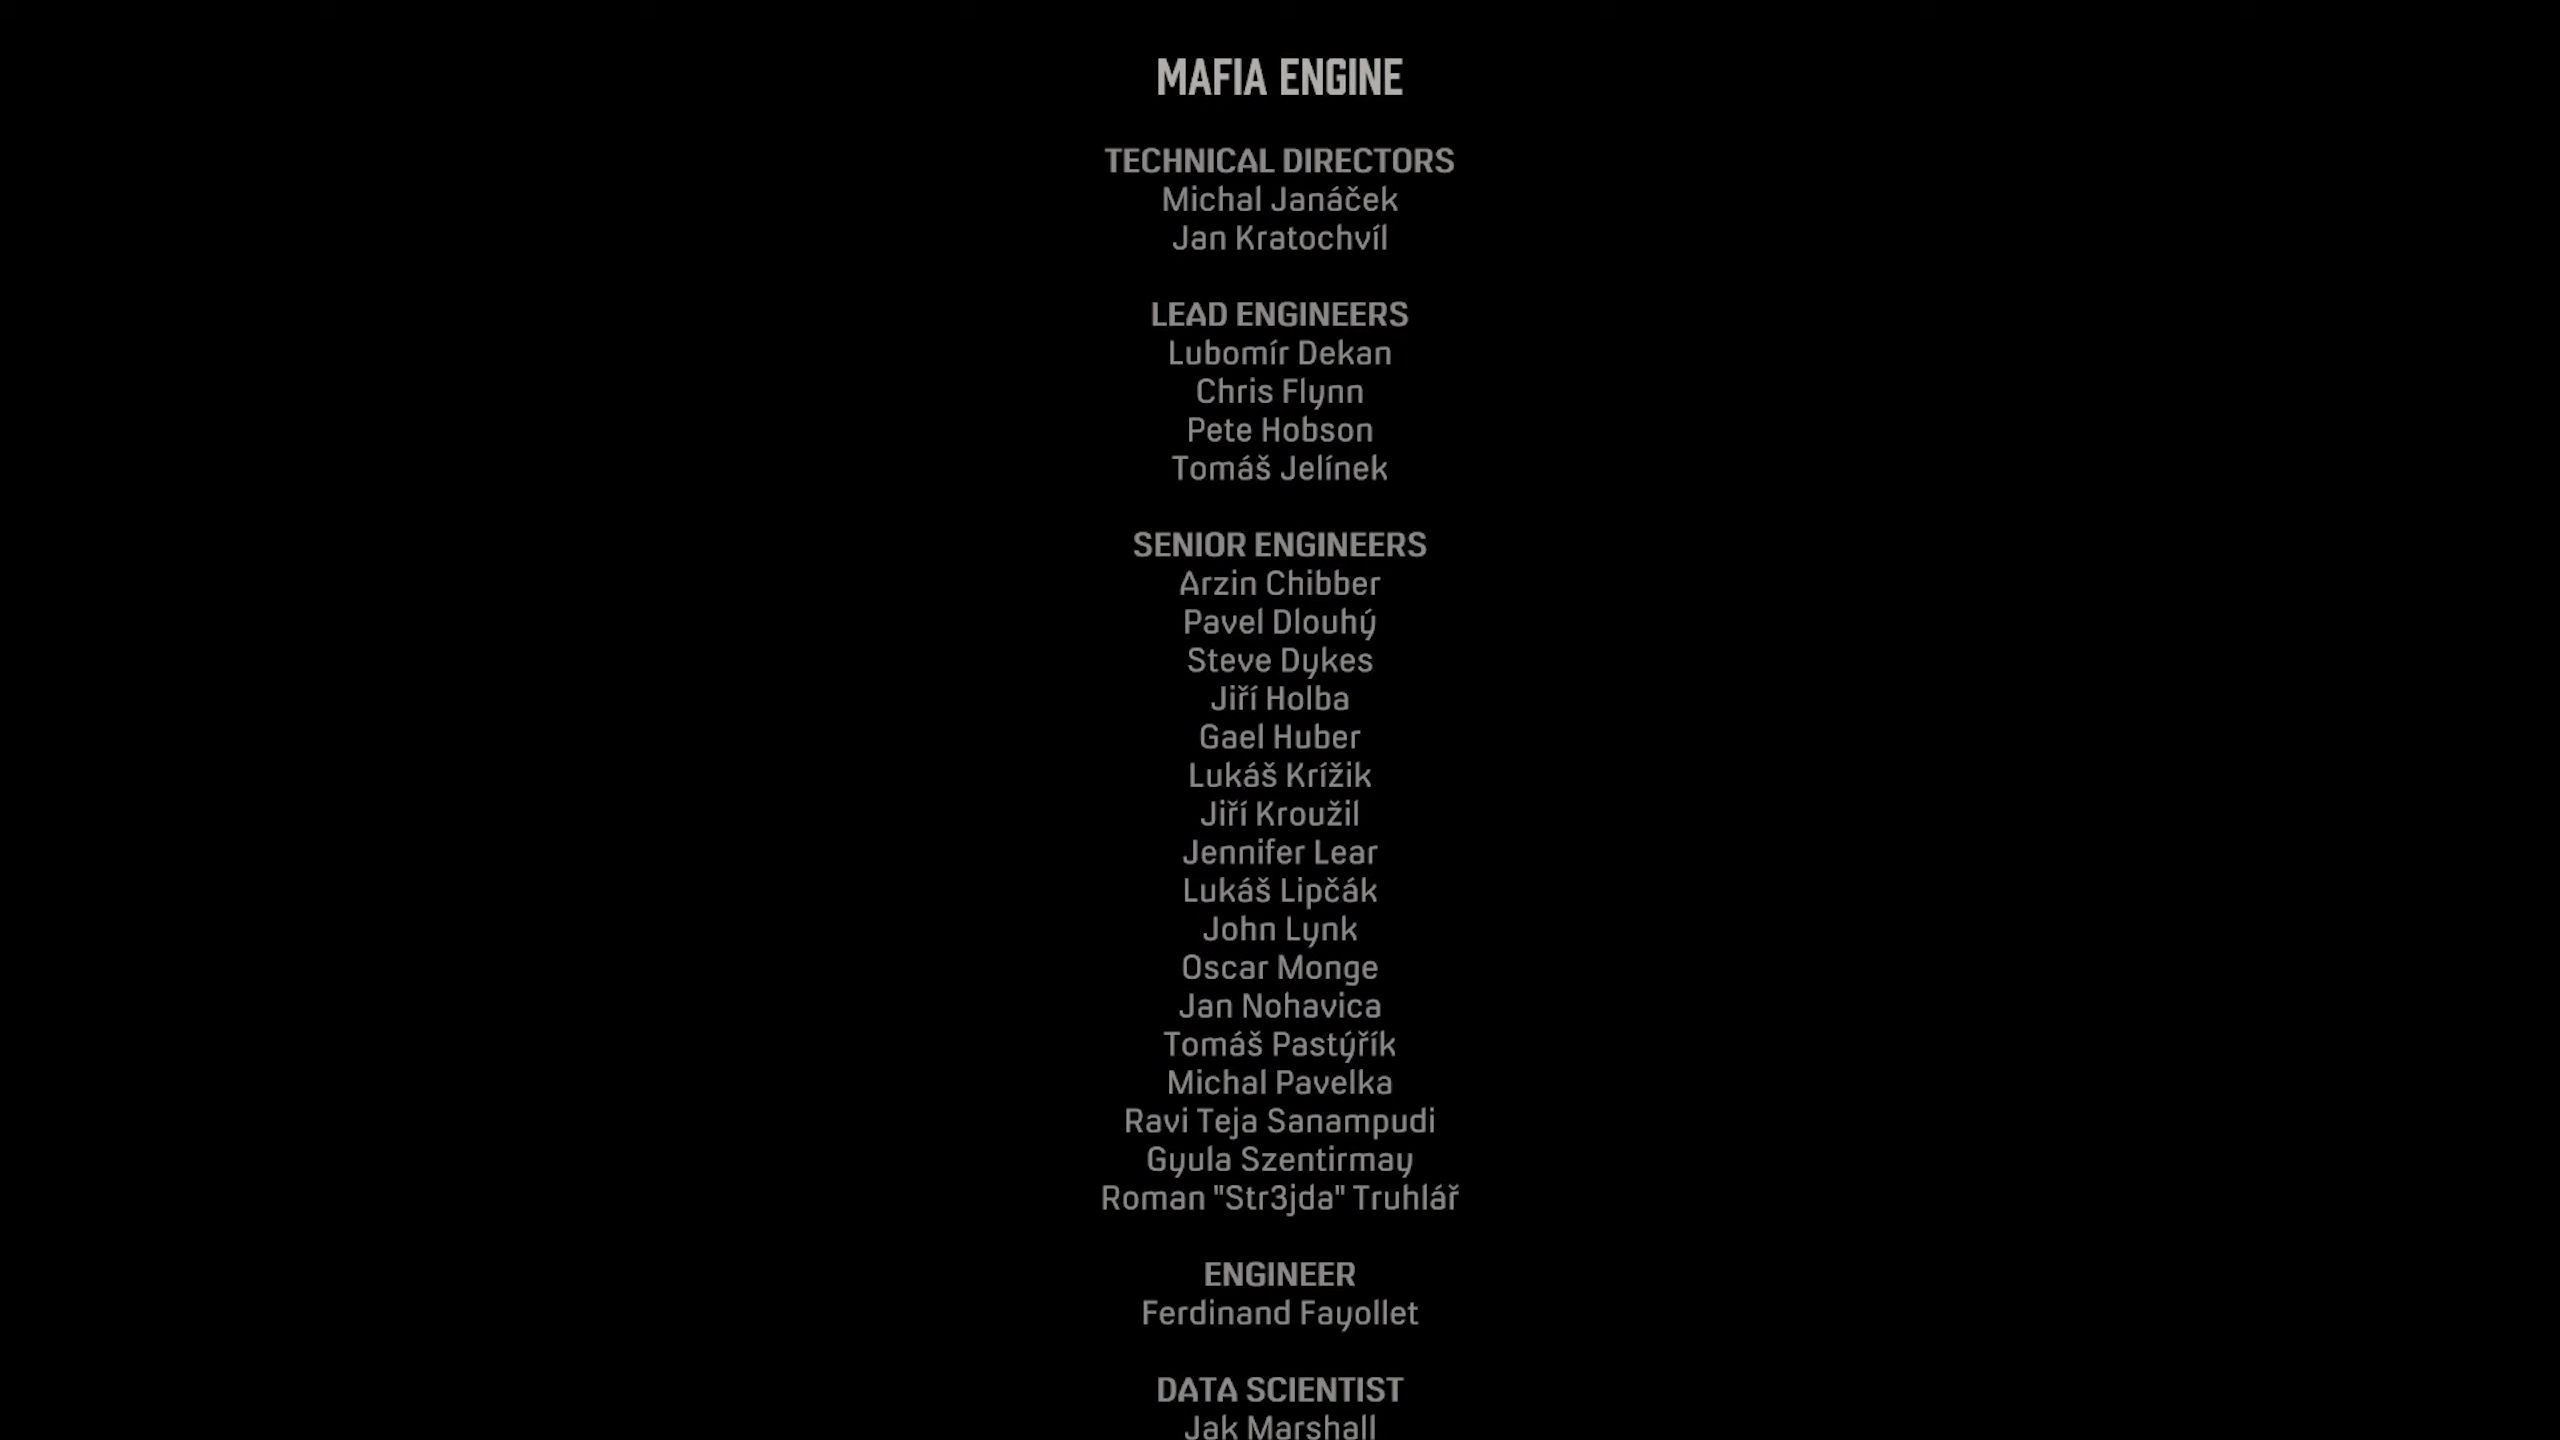 MAFIA ENGINE
TECHNICAL DIRECTORS
Michal Janáček
Jan Kratochvíl
LEAD ENGINEERS
Lubomír Dekan
Chris Flynn
Pete Hobson
Tomáš Jelínek
SENIOR ENGINEERS
Arzin Chibber
Pavel Dlouhý
Steve Dykes
Jiří Holba
Gael Huber
Lukáš Krížik
Jiří Kroužil
Jennifer Lear
Lukáš Lipčák
John Lynk
Oscar Monge
Jan Nohavica
Tomáš Pastýřík
Michal Pavelka
Ravi Teja Sanampudi
Gyula Szentirmay
Roman "Str3jda" Truhlář
ENGINEER
Ferdinand Fayollet
DATA SCIENTIST
Jak Marshall